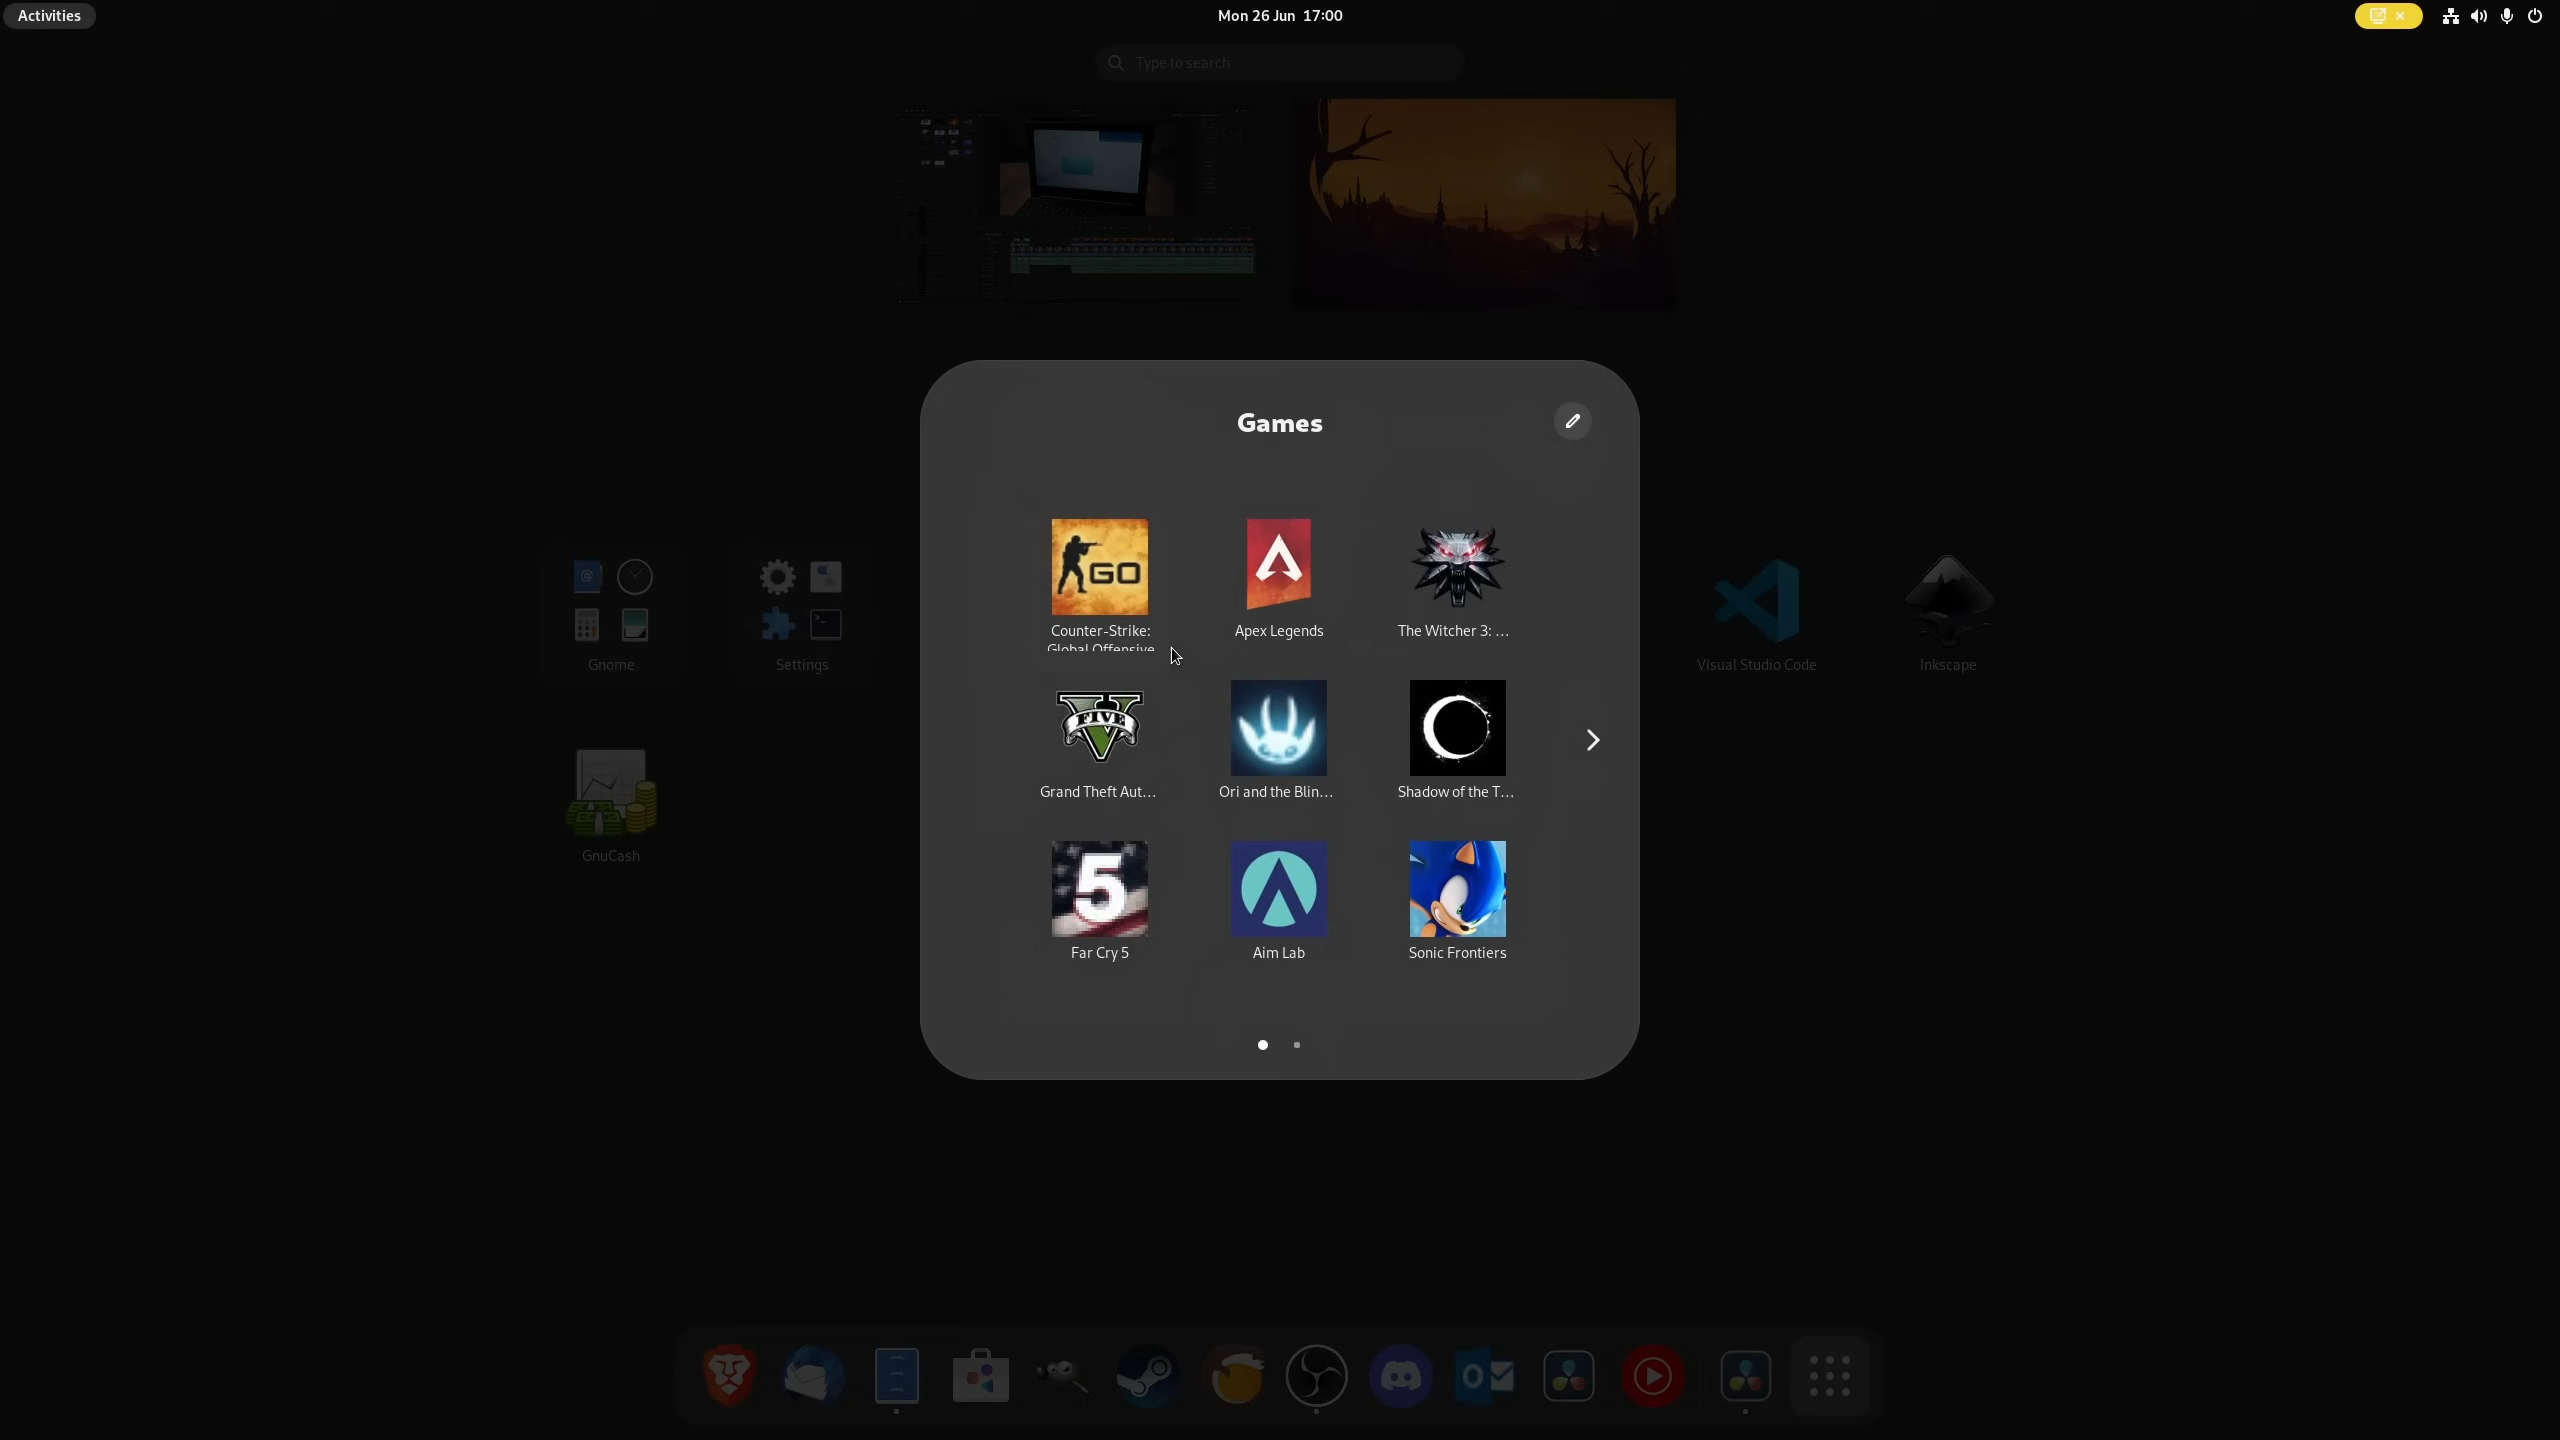 Activities
Mon 26 Jun 17:00
Type to search
Games
GO
Counter-Strike:
Global Offensive
Apex Legends
The Witcher 3: …
Gnome
Settings
Visual Studio Code
Inkscape
FIVE
Grand Theft Aut…
Ori and the Blin…
Shadow of the T…
GnuCash
5
Far Cry 5
Aim Lab
Sonic Frontiers